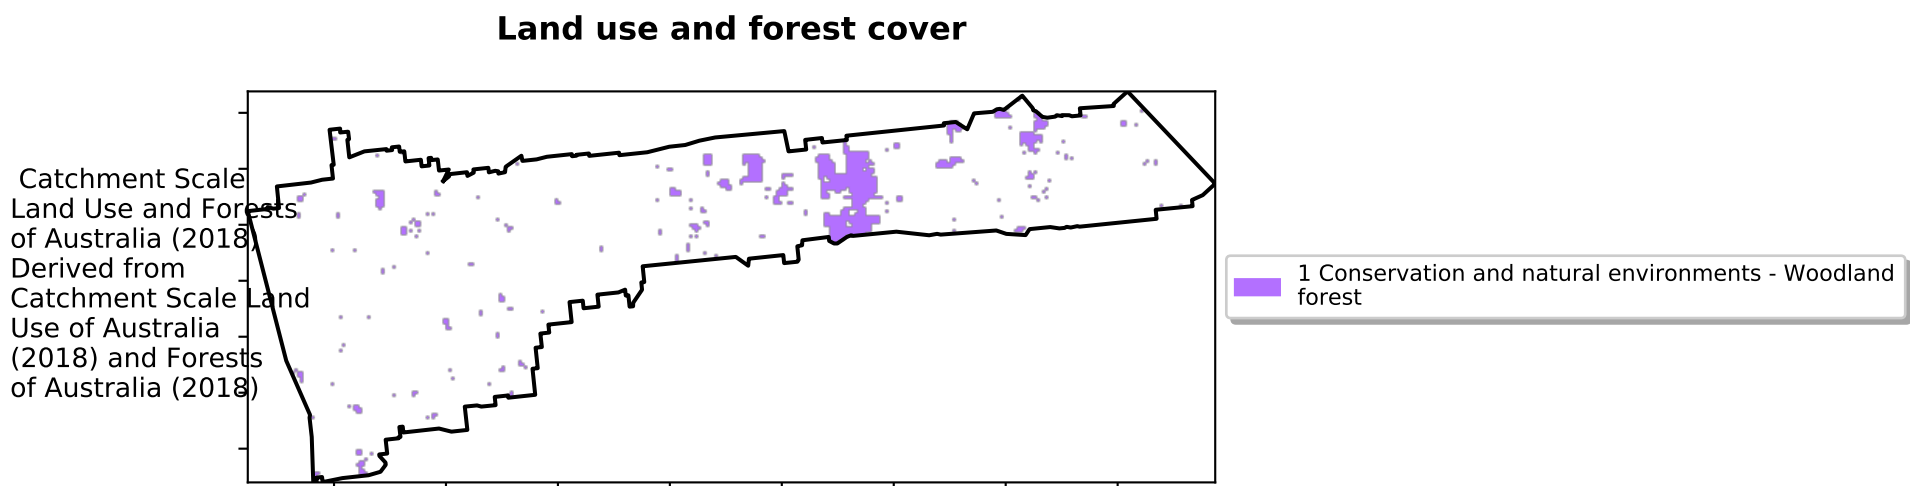 Land use and forest cover
Catchment Scale
Land Use and Forests
of Australia (2018)
Derived from
Catchment Scale Land
Use of Australia
(2018) and Forests
of Australia (2018)
1 Conservation and natural environments - Woodland
forest